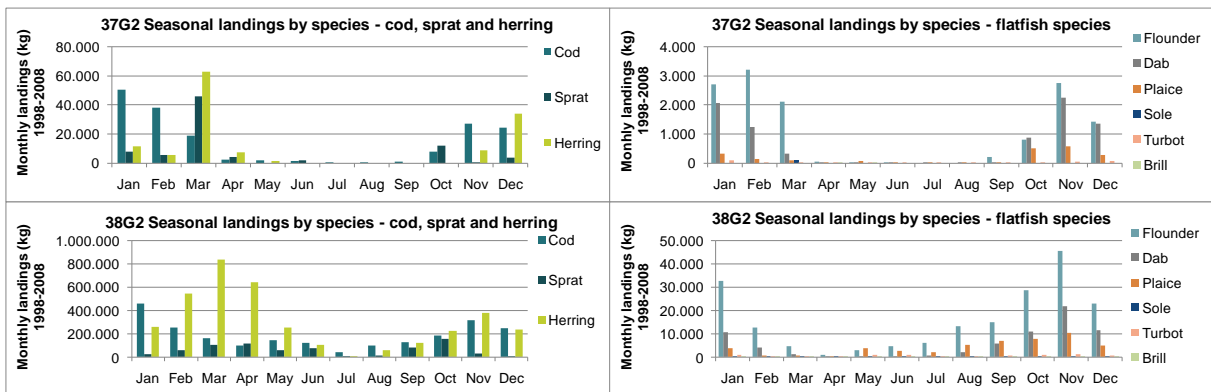 37G2 Seasonal landings by species - cod, sprat and herring
Monthly landings (kg)
1998-2008
80.000
60.000
40.000
20.000
0
Jan Feb Mar Apr May Jun Jul Aug Sep Oct Nov Dec
Cod
Sprat
Herring
37G2 Seasonal landings by species - flatfish species
Monthly landings (kg)
1998-2008
4.000
3.000
2.000
1.000
0
Jan Feb Mar Apr May Jun Jul Aug Sep Oct Nov Dec
Flounder
Dab
Plaice
Sole
Turbot
Brill
38G2 Seasonal landings by species - cod, sprat and herring
Monthly landings (kg)
1998-2008
1.000.000
800.000
600.000
400.000
200.000
0
Jan Feb Mar Apr May Jun Jul Aug Sep Oct Nov Dec
Cod
Sprat
Herring
38G2 Seasonal landings by species - flatfish species
Monthly landings (kg)
1998-2008
50.000
40.000
30.000
20.000
10.000
0
Jan Feb Mar Apr May Jun Jul Aug Sep Oct Nov Dec
Flounder
Dab
Plaice
Sole
Turbot
Brill